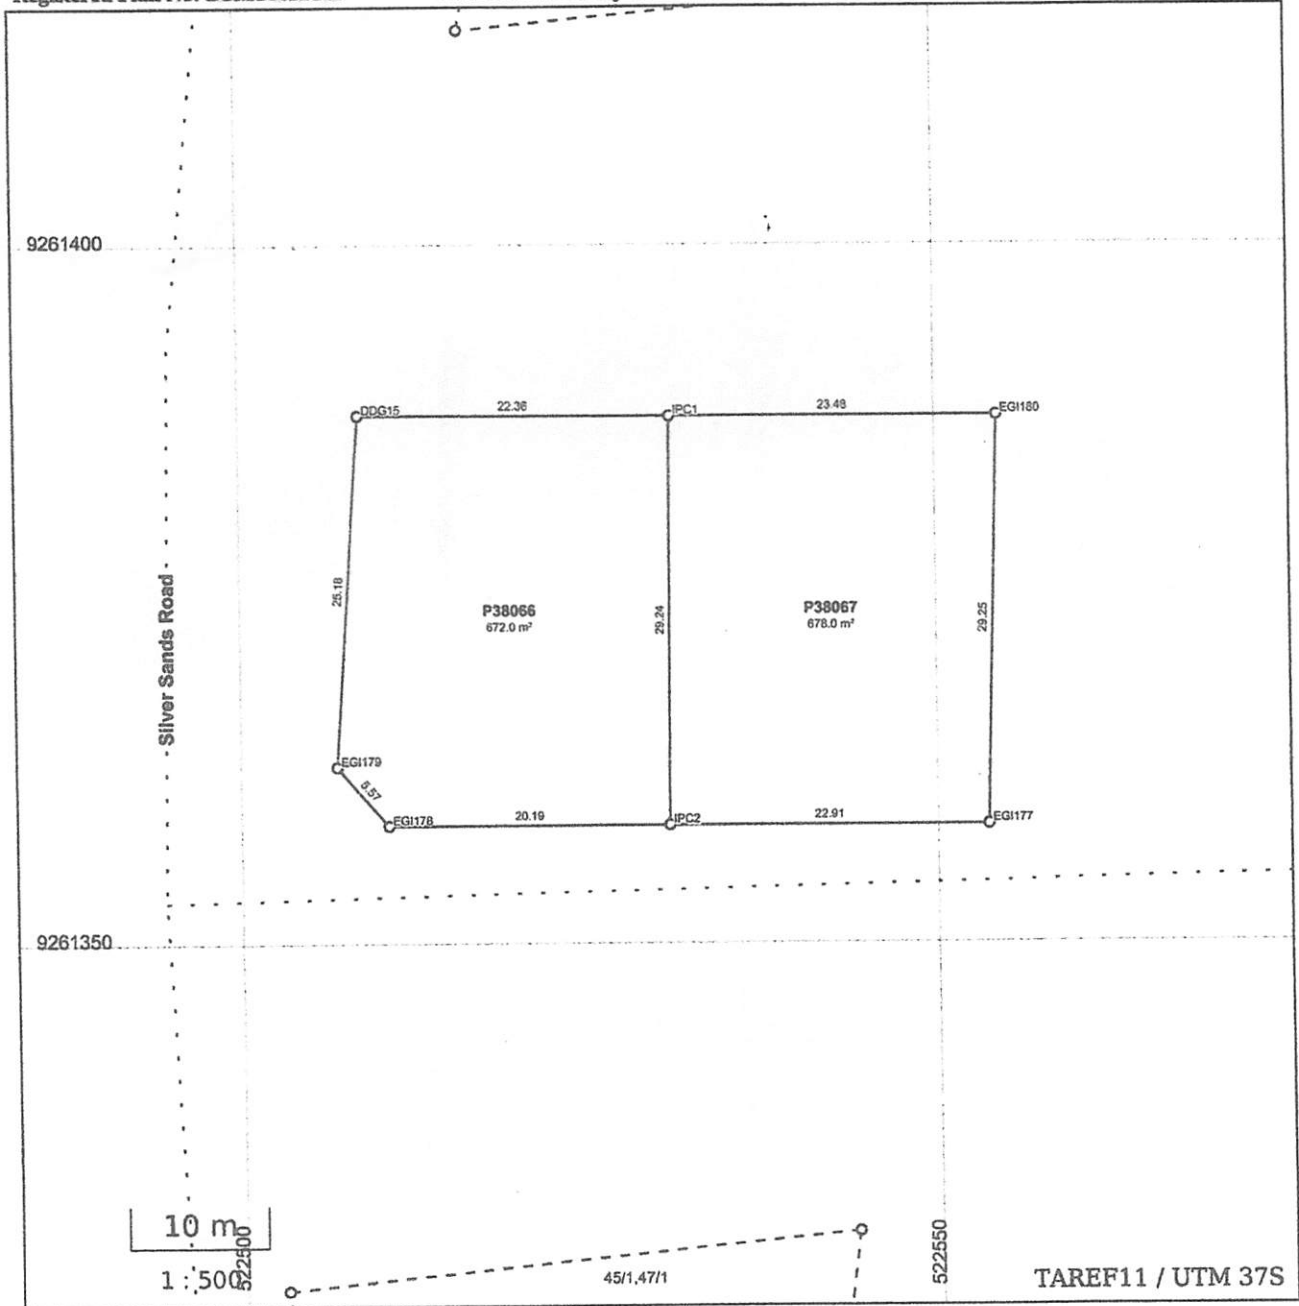 9261400
DDG15
22.36
IPC1
23.48
EGI180
25.18
Silver Sands Road
P38066
672.0 m²
29.24
P38067
678.0 m²
29.25
EGI179
5.57
EGI178
20.19
IPC2
22.91
EGI177
9261350
10 m
1 : 500
522500
45/1,47/1
522550
TAREF11 / UTM 37S